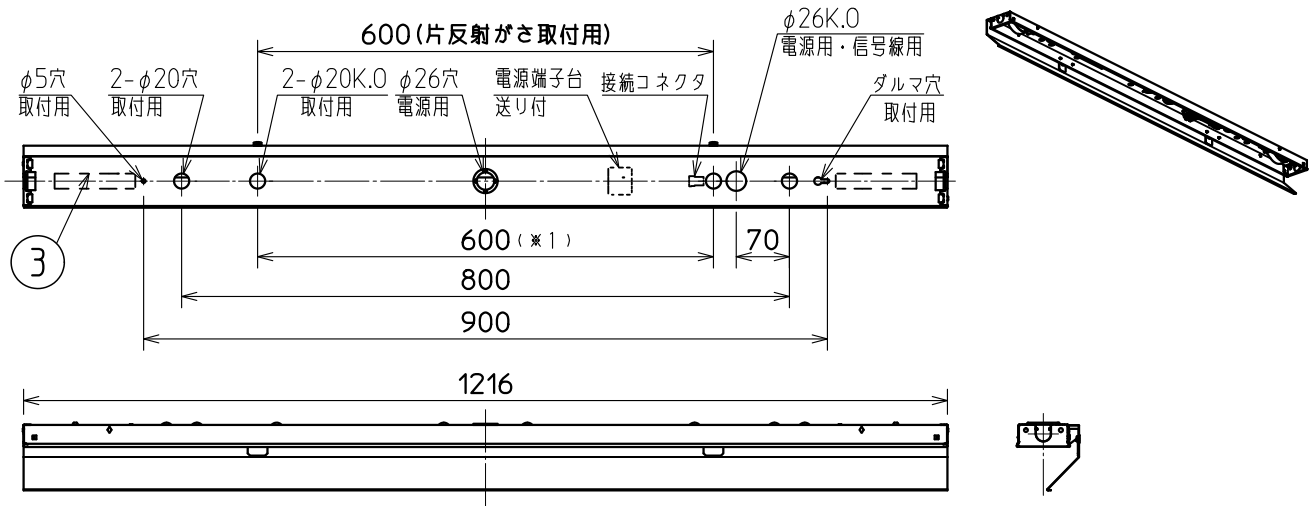 600(片反射がさ取付用)
φ26K.O
電源用・信号線用
φ5穴
取付用
2-φ20穴
取付用
2-φ20K.O
取付用
φ26穴
電源用
電源端子台
送り付
接続コネクタ
ダルマ穴
取付用
3
600(※1)
70
800
900
1216